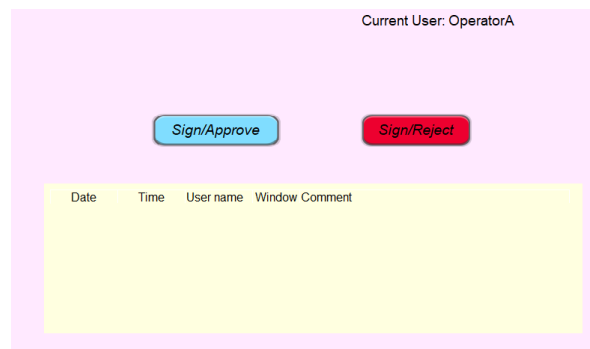 Current User: OperatorA
Sign/Approve Sign/Reject
Date Time User name Window Comment